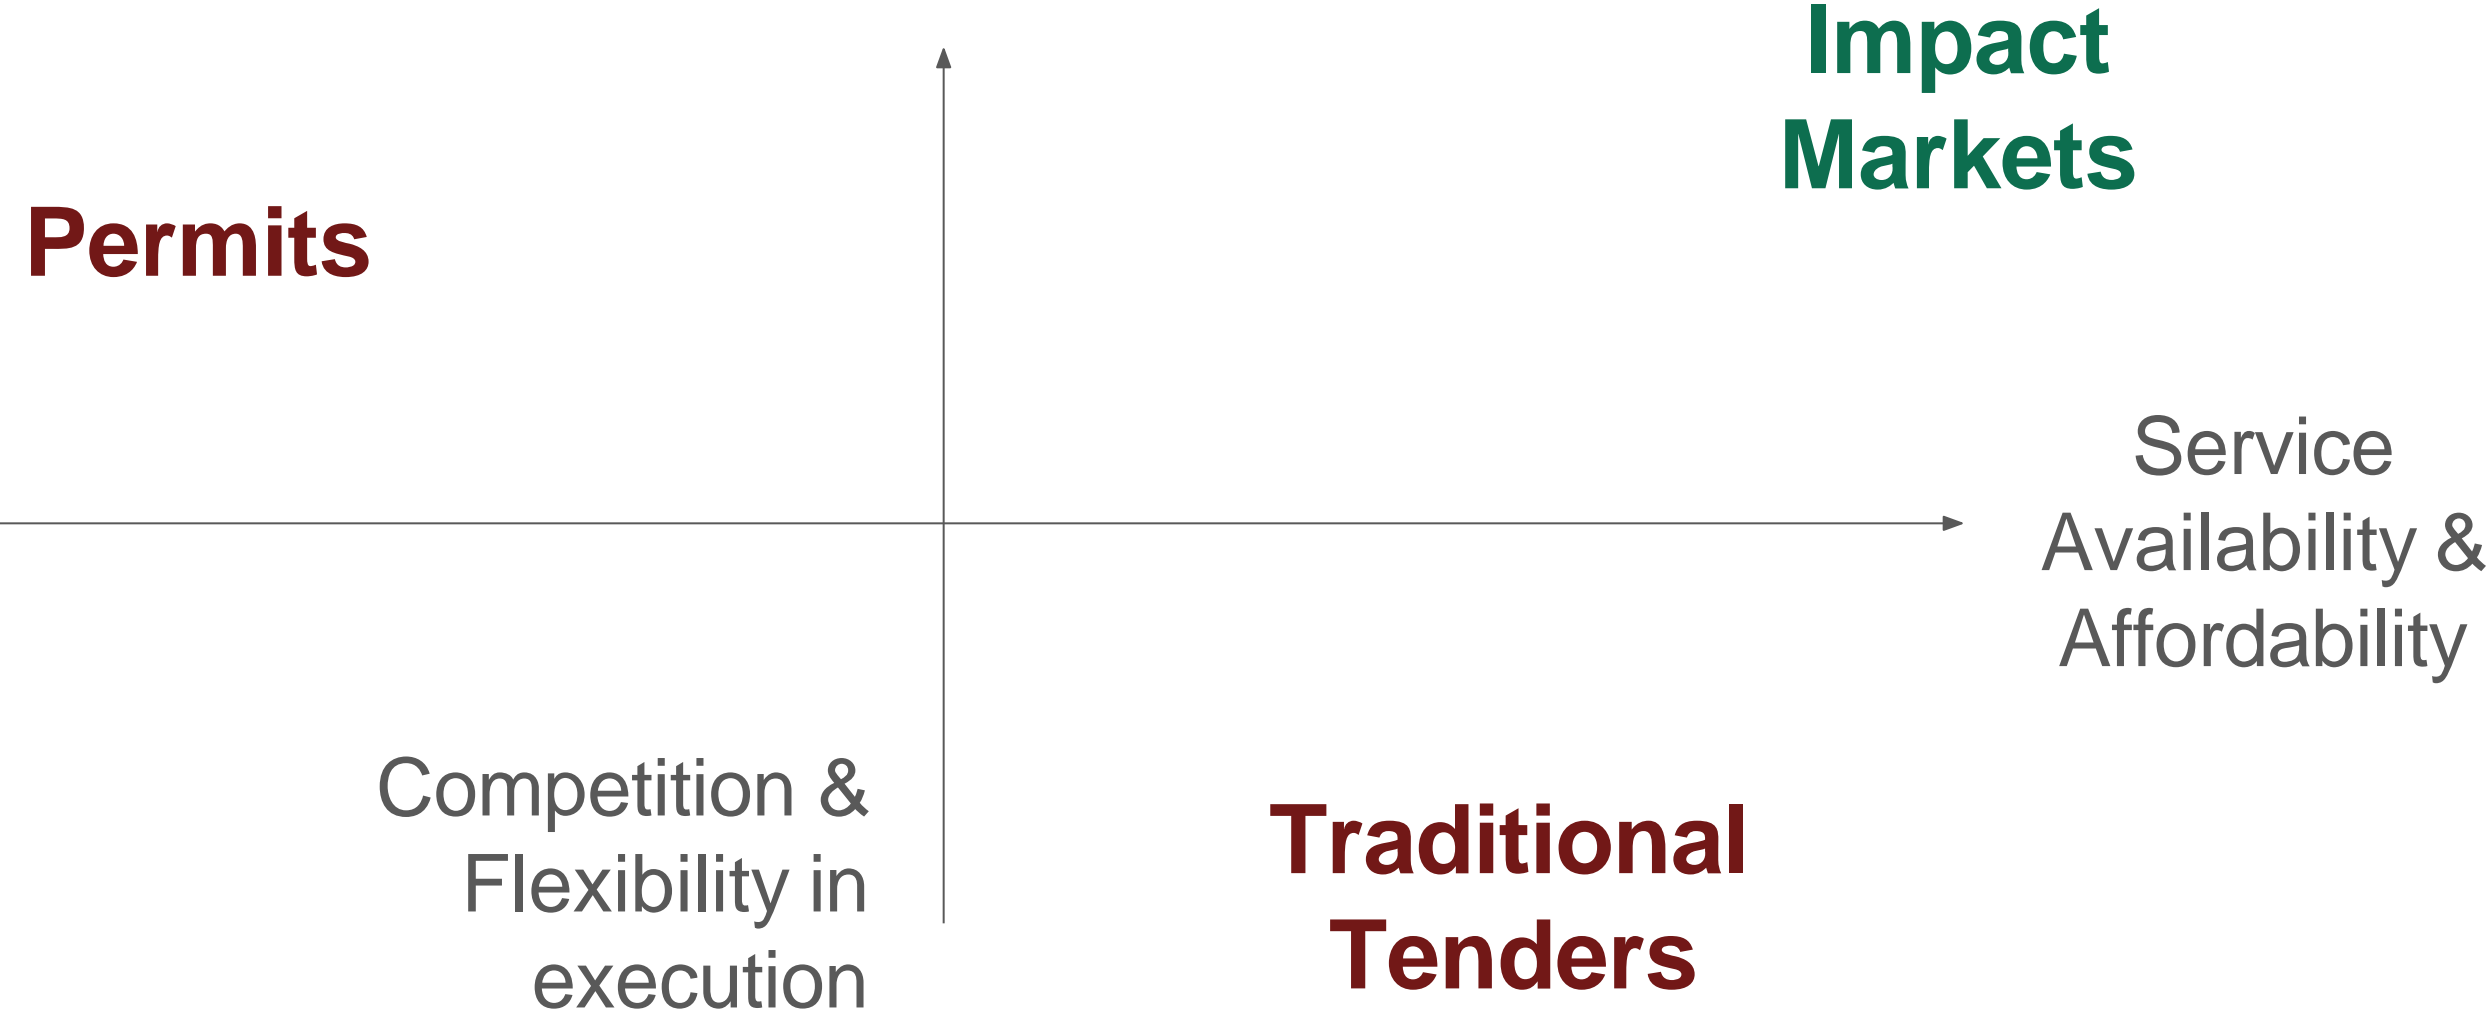 Impact
Markets
Permits
Service
Availability &
Affordability
Competition &
Flexibility in
execution
Traditional
Tenders